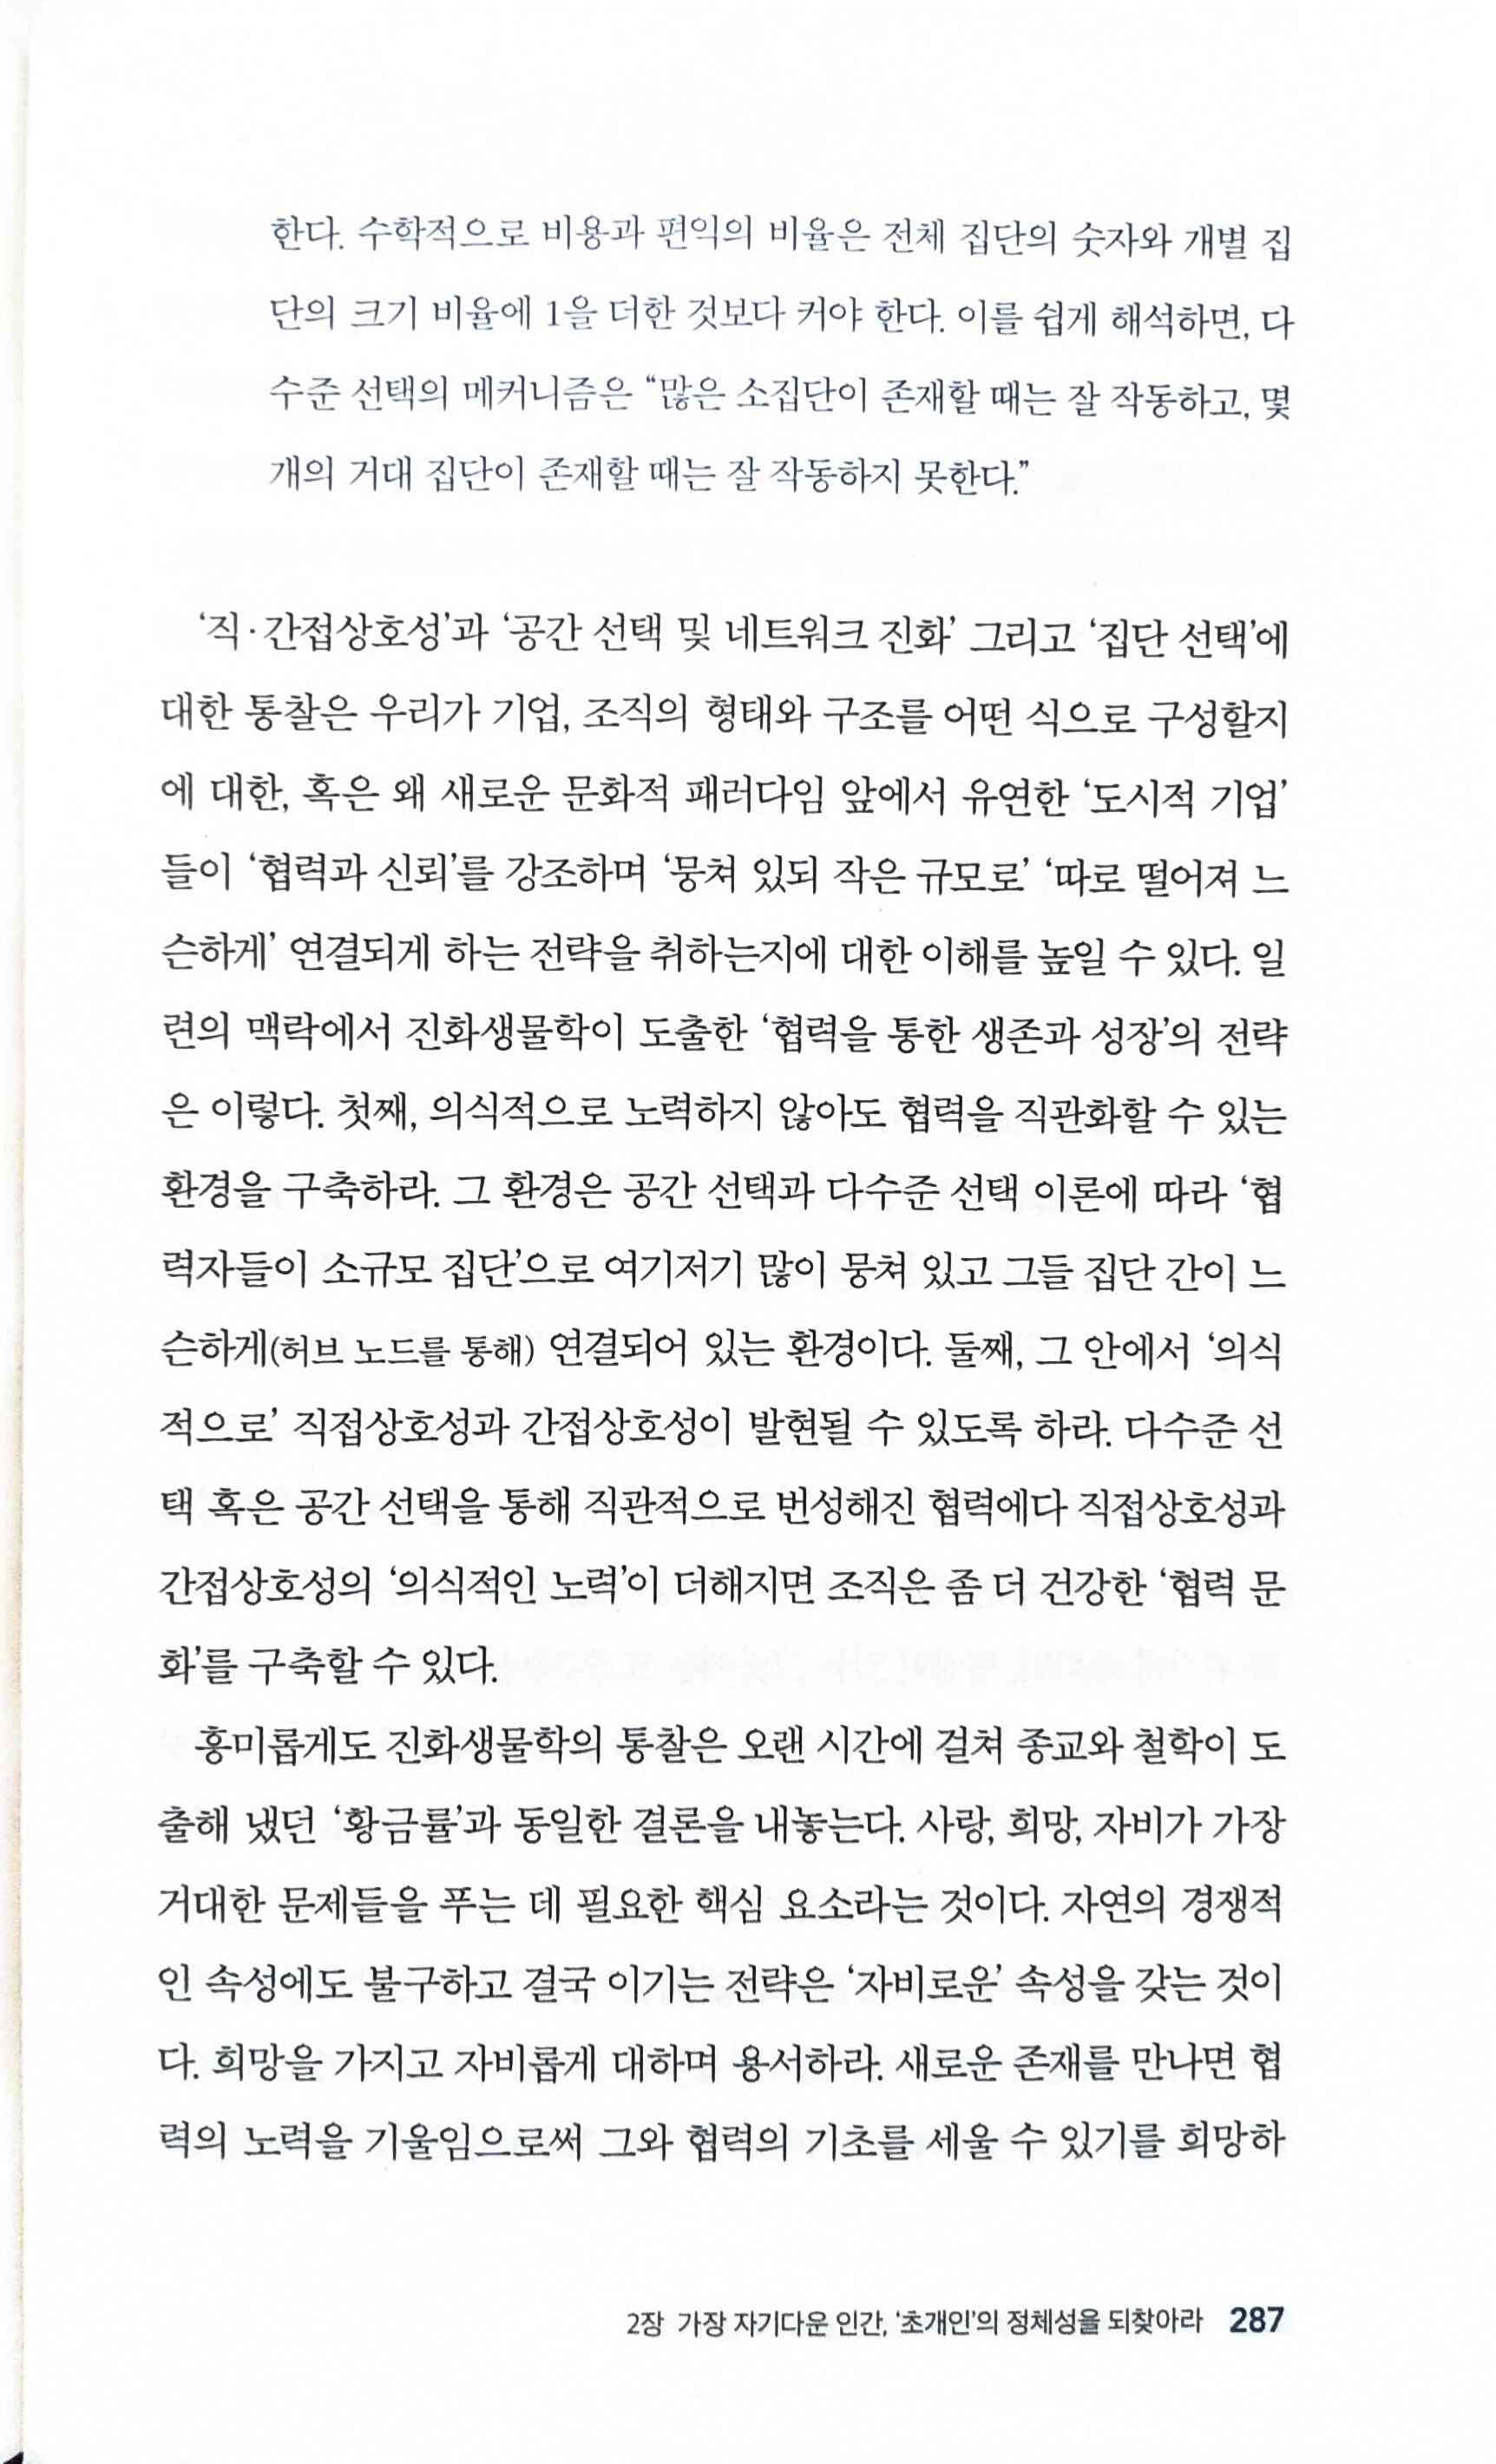 한다. 수학적으로 비용과 편익의 비율은 전체 집단의 숫자와 개별 집
단의 크기 비율에 1을 더한 것보다 커야 한다. 이를 쉽게 해석하면, 다
수준 선택의 메커니즘은 “많은 소집단이 존재할 때는 잘 작동하고, 몇
개의 거대 집단이 존재할 때는 잘 작동하지 못한다.”
‘직·간접상호성’과 ‘공간 선택 및 네트워크 진화’ 그리고 ‘집단 선택’에
대한 통찰은 우리가 기업, 조직의 형태와 구조를 어떤 식으로 구성할지
에 대한, 혹은 왜 새로운 문화적 패러다임 앞에서 유연한 ‘도시적 기업’
들이 ‘협력과 신뢰’를 강조하며 ‘뭉쳐 있되 작은 규모로’ ‘따로 떨어져 느
슨하게’ 연결되게 하는 전략을 취하는지에 대한 이해를 높일 수 있다. 일
련의 맥락에서 진화생물학이 도출한 ‘협력을 통한 생존과 성장’의 전략
은 이렇다. 첫째, 의식적으로 노력하지 않아도 협력을 직관화할 수 있는
환경을 구축하라. 그 환경은 공간 선택과 다수준 선택 이론에 따라 ‘협
력자들이 소규모 집단’으로 여기저기 많이 뭉쳐 있고 그들 집단 간이 느
슨하게(허브 노드를 통해) 연결되어 있는 환경이다. 둘째, 그 안에서 ‘의식
적으로’ 직접상호성과 간접상호성이 발현될 수 있도록 하라. 다수준 선
택 혹은 공간 선택을 통해 직관적으로 번성해진 협력에다 직접상호성과
간접상호성의 ‘의식적인 노력’이 더해지면 조직은 좀 더 건강한 ‘협력 문
화’를 구축할 수 있다.
흥미롭게도 진화생물학의 통찰은 오랜 시간에 걸쳐 종교와 철학이 도
출해 냈던 ‘황금률’과 동일한 결론을 내놓는다. 사랑, 희망, 자비가 가장
거대한 문제들을 푸는 데 필요한 핵심 요소라는 것이다. 자연의 경쟁적
인 속성에도 불구하고 결국 이기는 전략은 ‘자비로운’ 속성을 갖는 것이
다. 희망을 가지고 자비롭게 대하며 용서하라. 새로운 존재를 만나면 협
력의 노력을 기울임으로써 그와 협력의 기초를 세울 수 있기를 희망하
2장 가장 자기다운 인간, ‘초개인’의 정체성을 되찾아라 287